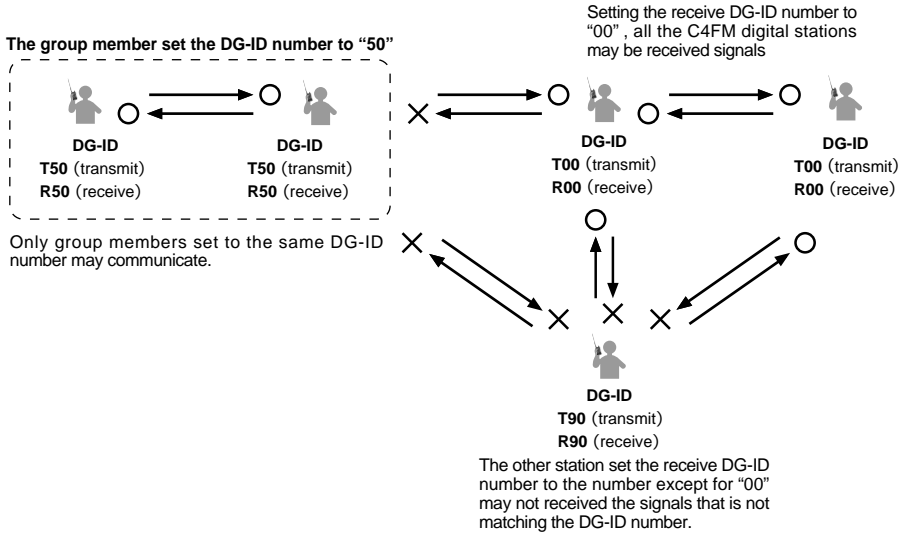 Setting the receive DG-ID number to
“00” , all the C4FM digital stations
may be received signals
The group member set the DG-ID number to “50”
DG-ID
T50 (transmit)
R50 (receive)
DG-ID
T50 (transmit)
R50 (receive)
DG-ID
T00 (transmit)
R00 (receive)
DG-ID
T00 (transmit)
R00 (receive)
Only group members set to the same DG-ID
number may communicate.
DG-ID
T90 (transmit)
R90 (receive)
The other station set the receive DG-ID
number to the number except for “00”
may not received the signals that is not
matching the DG-ID number.